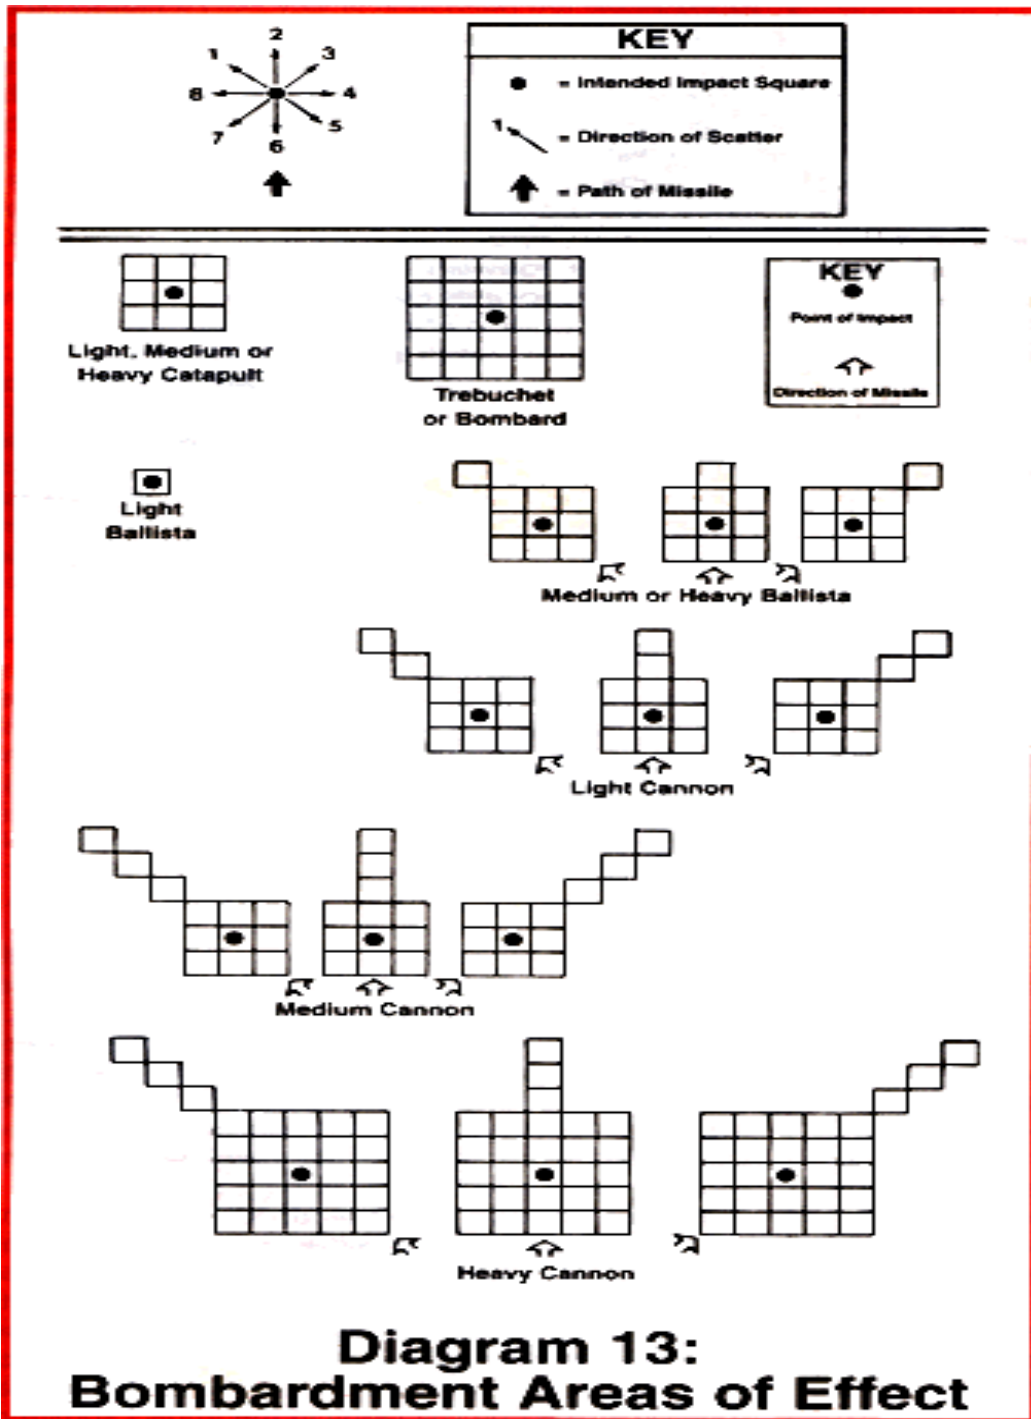 2
1
3
8
4
7
5
6
KEY
= Intended Impact Square
1
= Direction of Scatter
= Path of Missile
Light, Medium or
Heavy Catapult
Trebuchet
or Bombard
KEY
Point of Impact
Direction of Missile
Light
Ballista
Medium or Heavy Ballista
Light Cannon
Medium Cannon
Heavy Cannon
Diagram 13:
Bombardment Areas of Effect